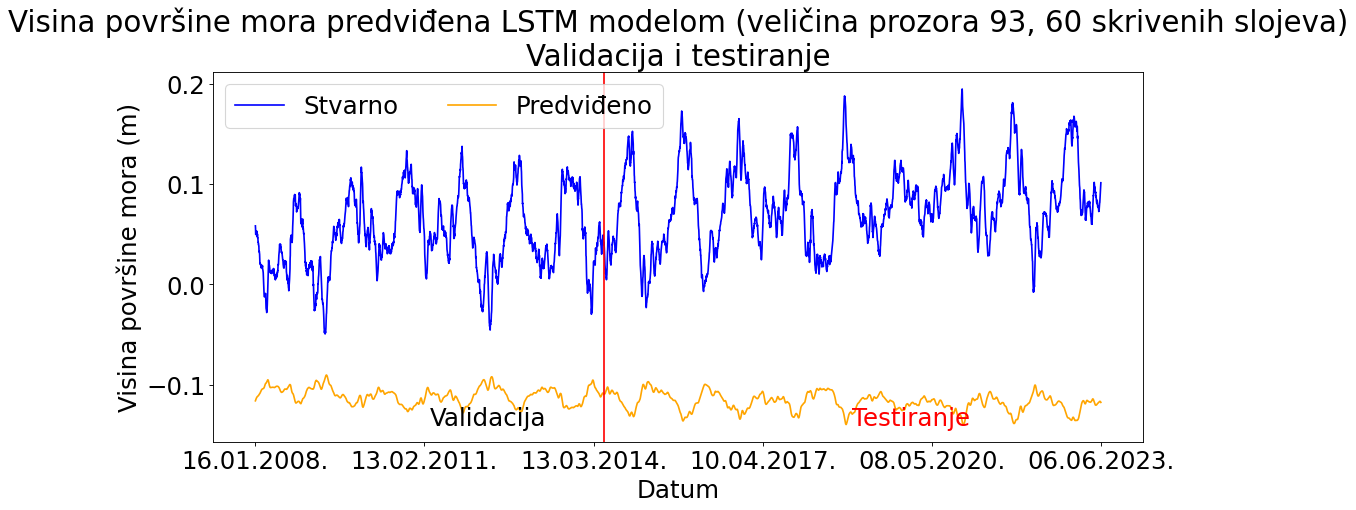 Visina površine mora predviđena LSTM modelom (veličina prozora 93, 60 skrivenih slojeva)
Validacija i testiranje
Stvarno Predviđeno
Visina površine mora (m)
0.2
0.1
0.0
−0.1
Validacija Testiranje
16.01.2008. 13.02.2011. 13.03.2014. 10.04.2017. 08.05.2020. 06.06.2023.
Datum